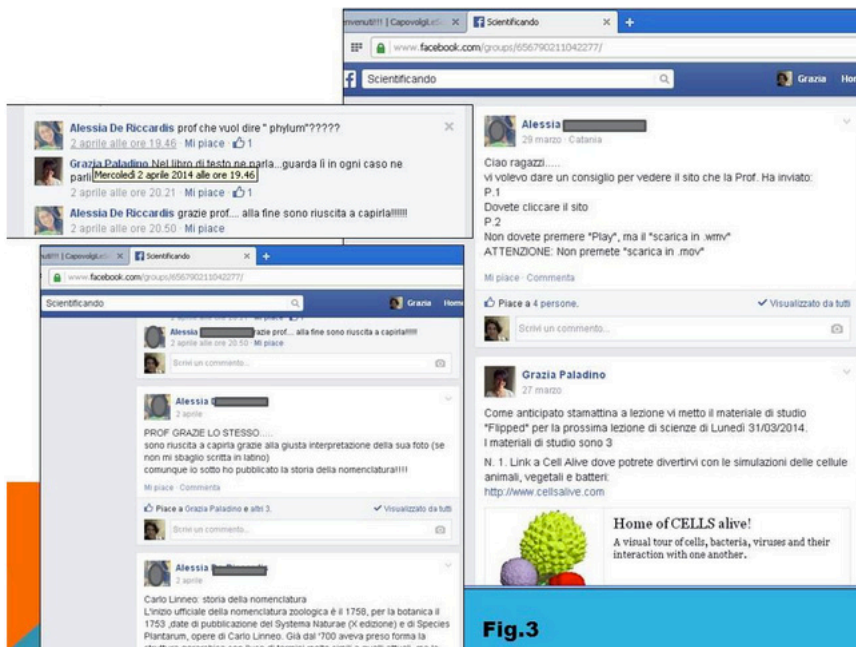 Scientificando
www.facebook.com/groups/656790211042277/
Scientificando
Grazia
Alessia De Riccardis prof che vuol dire " phylum"?????
2 aprile alle ore 19.46 · Mi piace · 1
Grazia Paladino Nel libro di testo ne parla...guarda lì in ogni caso ne
parli
Mercoledì 2 aprile 2014 alle ore 19.46
2 aprile alle ore 20.21 · Mi piace · 1
Alessia De Riccardis grazie prof... alla fine sono riuscita a capirla!!!!!!
2 aprile alle ore 20.50 · Mi piace
Alessia
29 marzo · Catania
Ciao ragazzi.....
vi volevo dare un consiglio per vedere il sito che la Prof. Ha inviato:
P.1
Dovete cliccare il sito
P.2
Non dovete premere "Play", ma il "scarica in .wmv"
ATTENZIONE: Non premete "scarica in .mov"
Mi piace · Commenta
Piace a 4 persone.
Visualizzato da tutti
Scrivi un commento...
Grazia Paladino
27 marzo
Come anticipato stamattina a lezione vi metto il materiale di studio
"Flipped" per la prossima lezione di scienze di Lunedì 31/03/2014.
I materiali di studio sono 3
N. 1. Link a Cell Alive dove potrete divertirvi con le simulazioni delle cellule
animali, vegetali e batteri:
http://www.cellsalive.com
Home of CELLS alive!
A visual tour of cells, bacteria, viruses and their
interaction with one another.
Scientificando
www.facebook.com/groups/656790211042277/
Scientificando
Grazia Home
Alessia razie prof... alla fine sono riuscita a capirla!!!!!!
2 aprile alle ore 20.50 · Mi piace
Scrivi un commento...
Alessia
2 aprile
PROF GRAZIE LO STESSO.....
sono riuscita a capirla grazie alla giusta interpretazione della sua foto (se
non mi sbaglio scritta in latino)
comunque io sotto ho pubblicato la storia della nomenclatura!!!!
Mi piace · Commenta
Piace a Grazia Paladino e altri 3.
Visualizzato da tutti
Scrivi un commento...
Alessia
2 aprile
Carlo Linneo: storia della nomenclatura
L'inizio ufficiale della nomenclatura zoologica è il 1758, per la botanica il
1753 ,date di pubblicazione del Systema Naturae (X edizione) e di Species
Plantarum, opere di Carlo Linneo. Già dal '700 aveva preso forma la
Fig.3